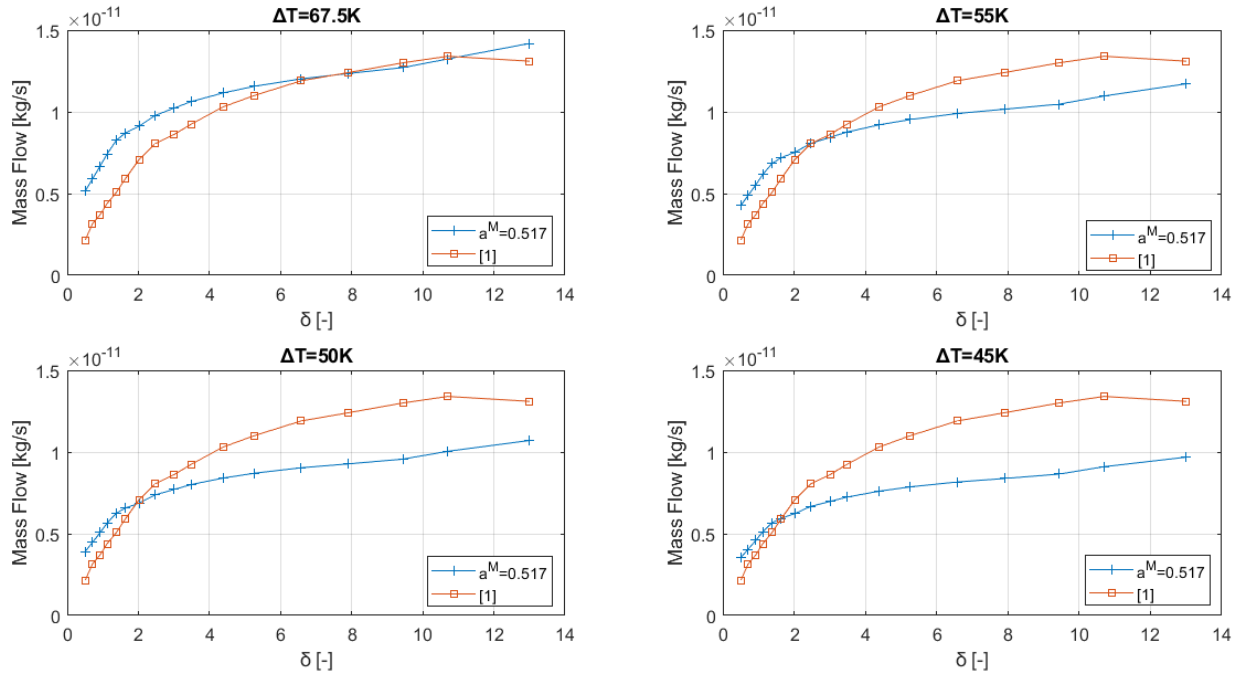 ΔT=67.5K
×10⁻¹¹
1.5
1
0.5
0
Mass Flow [kg/s]
0 2 4 6 8 10 12 14
δ [-]
aᴹ=0.517
[1]
ΔT=55K
×10⁻¹¹
1.5
1
0.5
0
Mass Flow [kg/s]
0 2 4 6 8 10 12 14
δ [-]
aᴹ=0.517
[1]
ΔT=50K
×10⁻¹¹
1.5
1
0.5
0
Mass Flow [kg/s]
0 2 4 6 8 10 12 14
δ [-]
aᴹ=0.517
[1]
ΔT=45K
×10⁻¹¹
1.5
1
0.5
0
Mass Flow [kg/s]
0 2 4 6 8 10 12 14
δ [-]
aᴹ=0.517
[1]